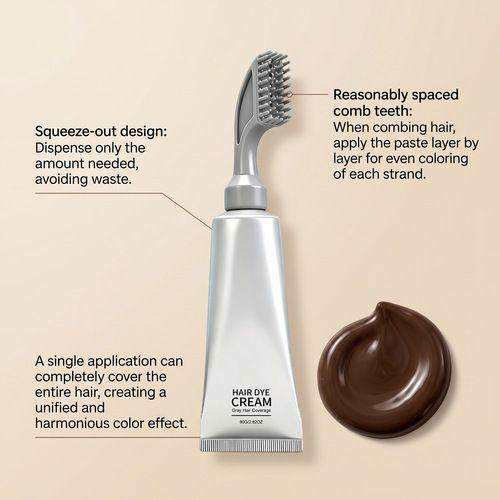 Reasonably spaced
comb teeth:
When combing hair,
apply the paste layer by
layer for even coloring
of each strand.
Squeeze-out design:
Dispense only the
amount needed,
avoiding waste.
A single application can
completely cover the
entire hair, creating a
unified and
harmonious color effect.
HAIR DYE
CREAM
Gray Hair Coverage